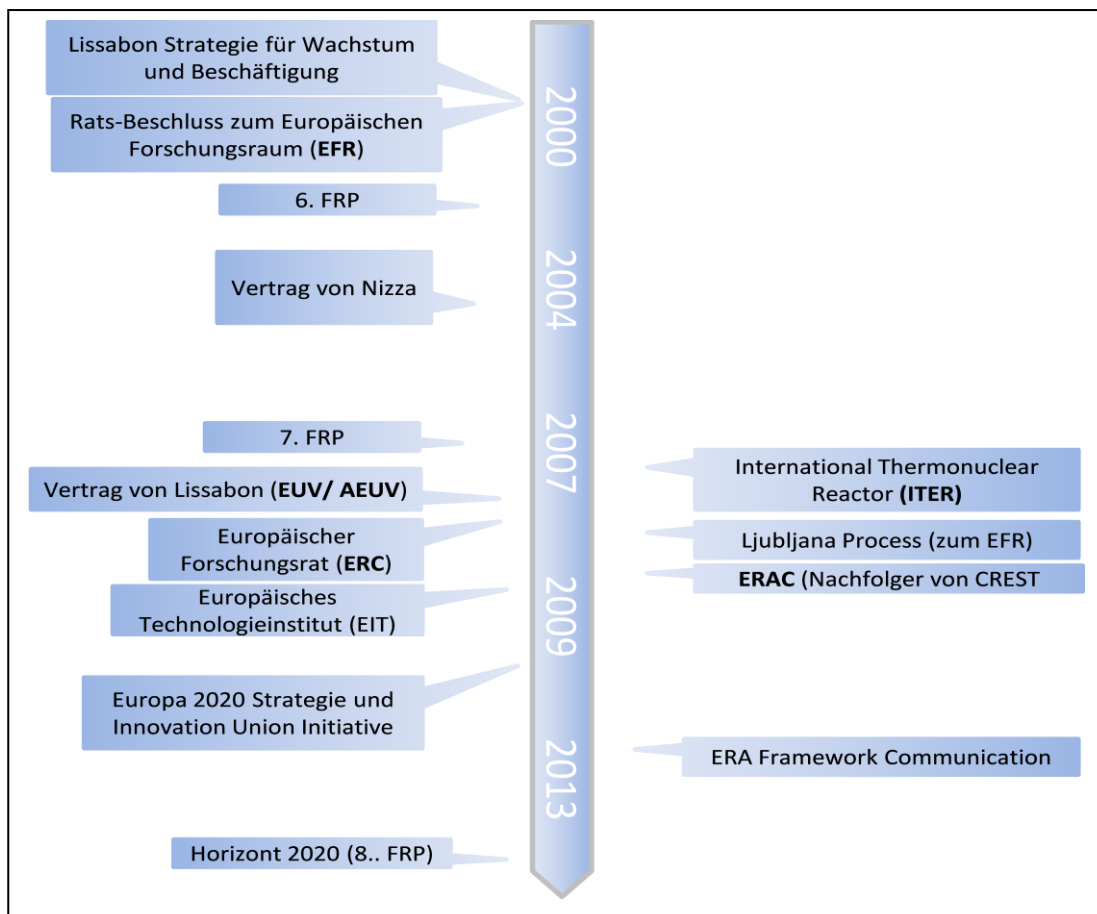 Lissabon Strategie für Wachstum
und Beschäftigung
Rats-Beschluss zum Europäischen
Forschungsraum (EFR)
2000
6. FRP
Vertrag von Nizza
2004
7. FRP
2007
International Thermonuclear
Reactor (ITER)
Vertrag von Lissabon (EUV/ AEUV)
Europäischer
Forschungsrat (ERC)
Ljubljana Process (zum EFR)
ERAC (Nachfolger von CREST
Europäisches
Technologieinstitut (EIT)
2009
Europa 2020 Strategie und
Innovation Union Initiative
2013
ERA Framework Communication
Horizont 2020 (8.. FRP)